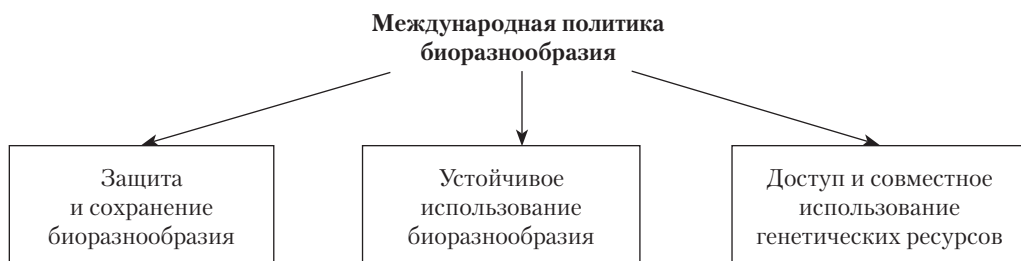 Международная политика
биоразнообразия
Защита
и сохранение
биоразнообразия
Устойчивое
использование
биоразнообразия
Доступ и совместное
использование
генетических ресурсов